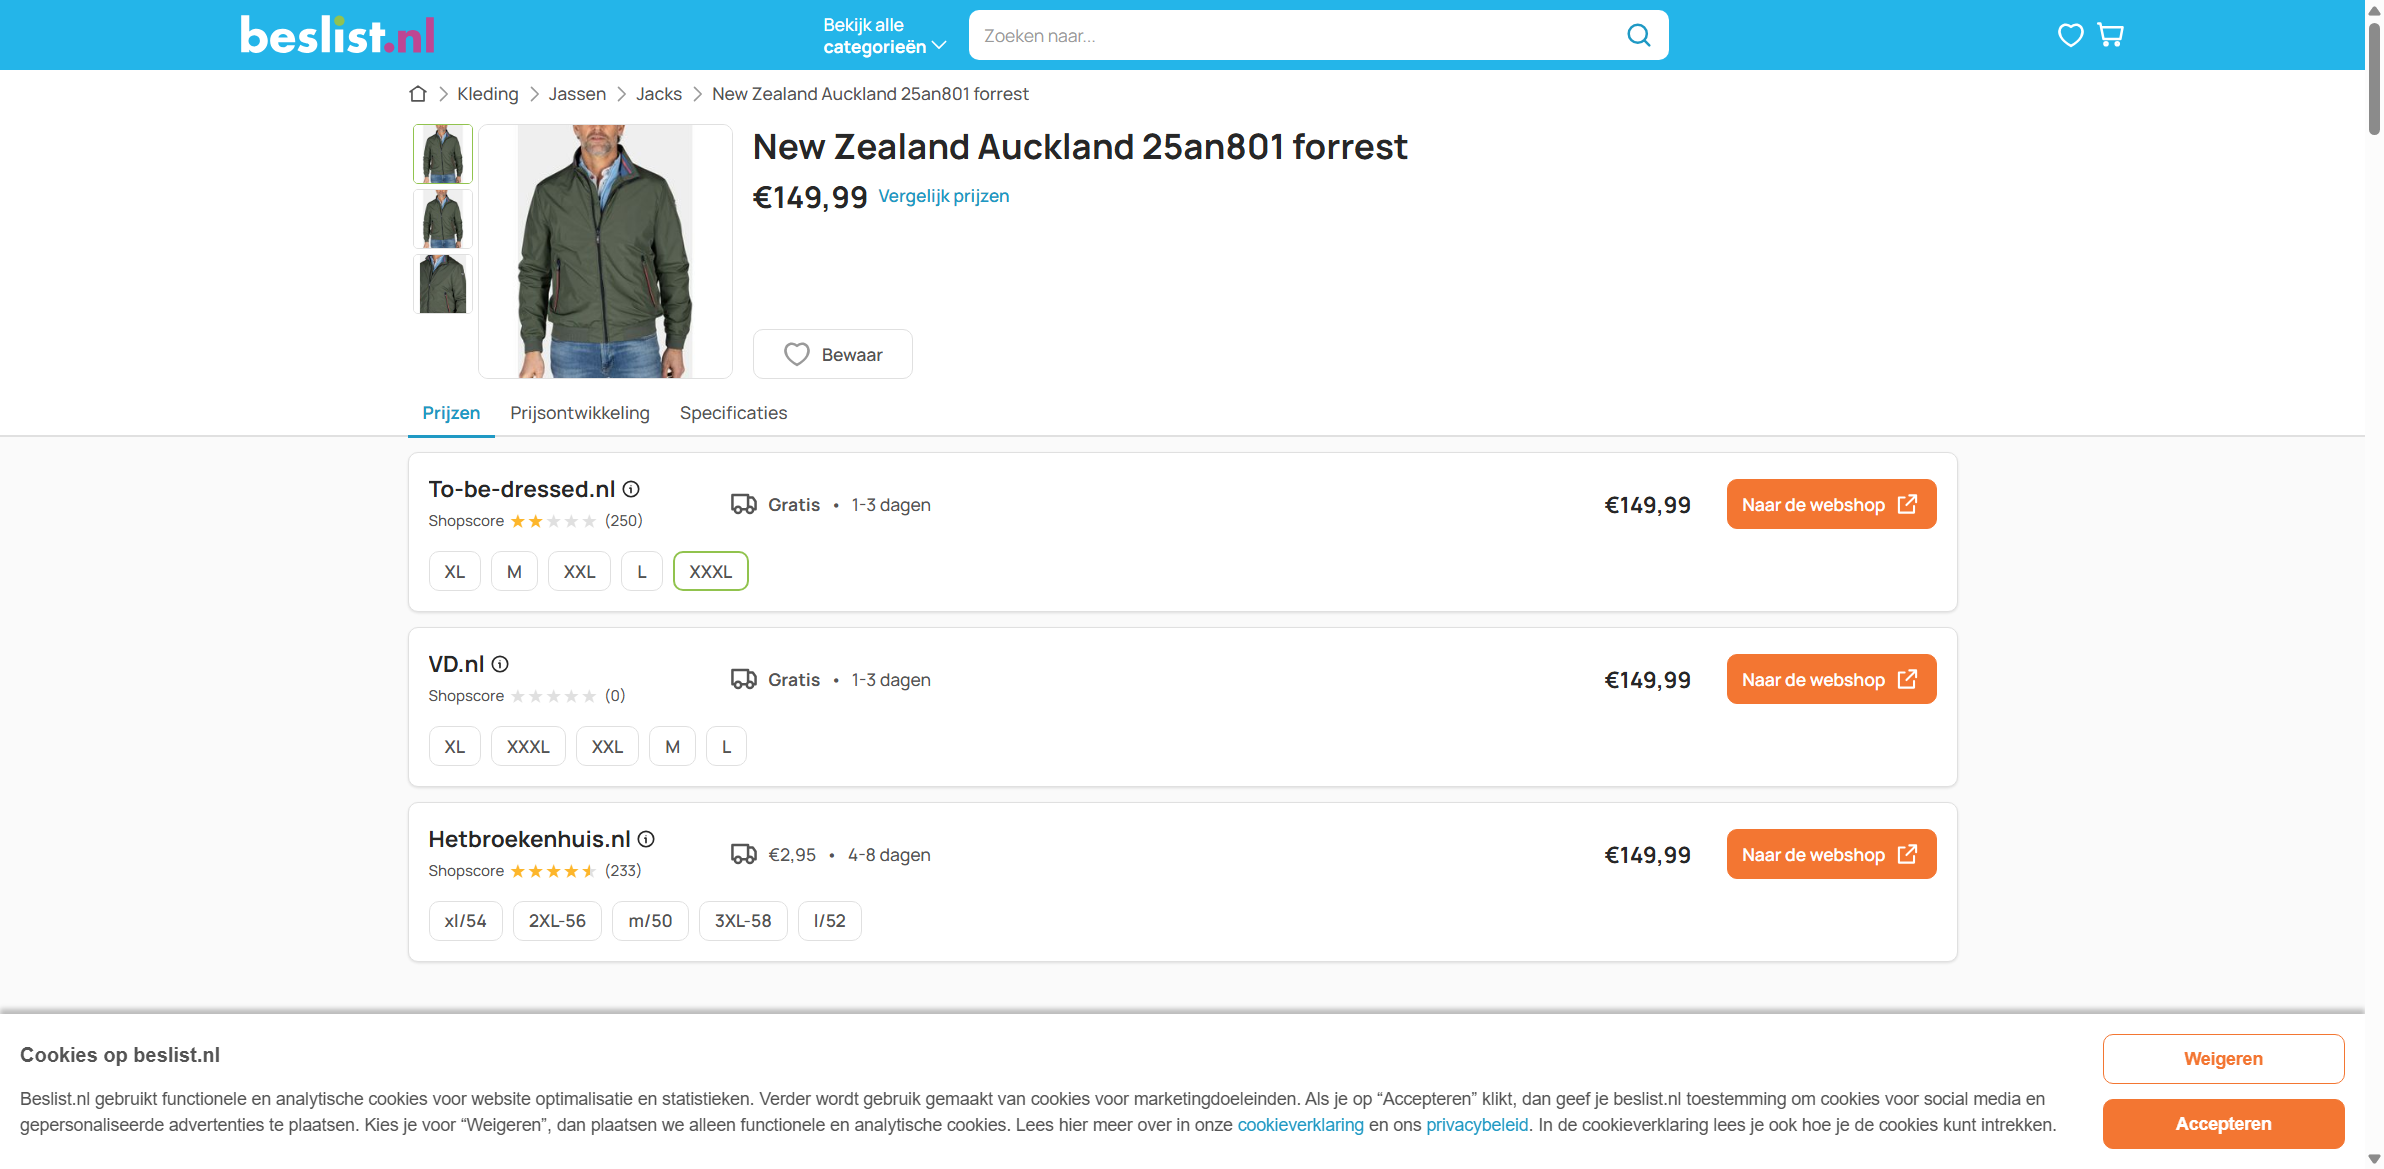 beslist.nl
Bekijk alle
categorieën
Zoeken naar...
Kleding
Jassen
Jacks
New Zealand Auckland 25an801 forrest
New Zealand Auckland 25an801 forrest
€149,99 Vergelijk prijzen
Bewaar
Prijzen
Prijsontwikkeling
Specificaties
To-be-dressed.nl
Shopscore (250)
Gratis • 1-3 dagen
€149,99
Naar de webshop
XL
M
XXL
L
XXXL
VD.nl
Shopscore (0)
Gratis • 1-3 dagen
€149,99
Naar de webshop
XL
XXXL
XXL
M
L
Hetbroekenhuis.nl
Shopscore (233)
€2,95 • 4-8 dagen
€149,99
Naar de webshop
xl/54
2XL-56
m/50
3XL-58
l/52
Cookies op beslist.nl
Beslist.nl gebruikt functionele en analytische cookies voor website optimalisatie en statistieken. Verder wordt gebruik gemaakt van cookies voor marketingdoeleinden. Als je op “Accepteren” klikt, dan geef je beslist.nl toestemming om cookies voor social media en
gepersonaliseerde advertenties te plaatsen. Kies je voor “Weigeren”, dan plaatsen we alleen functionele en analytische cookies. Lees hier meer over in onze cookieverklaring en ons privacybeleid. In de cookieverklaring lees je ook hoe je de cookies kunt intrekken.
Weigeren
Accepteren